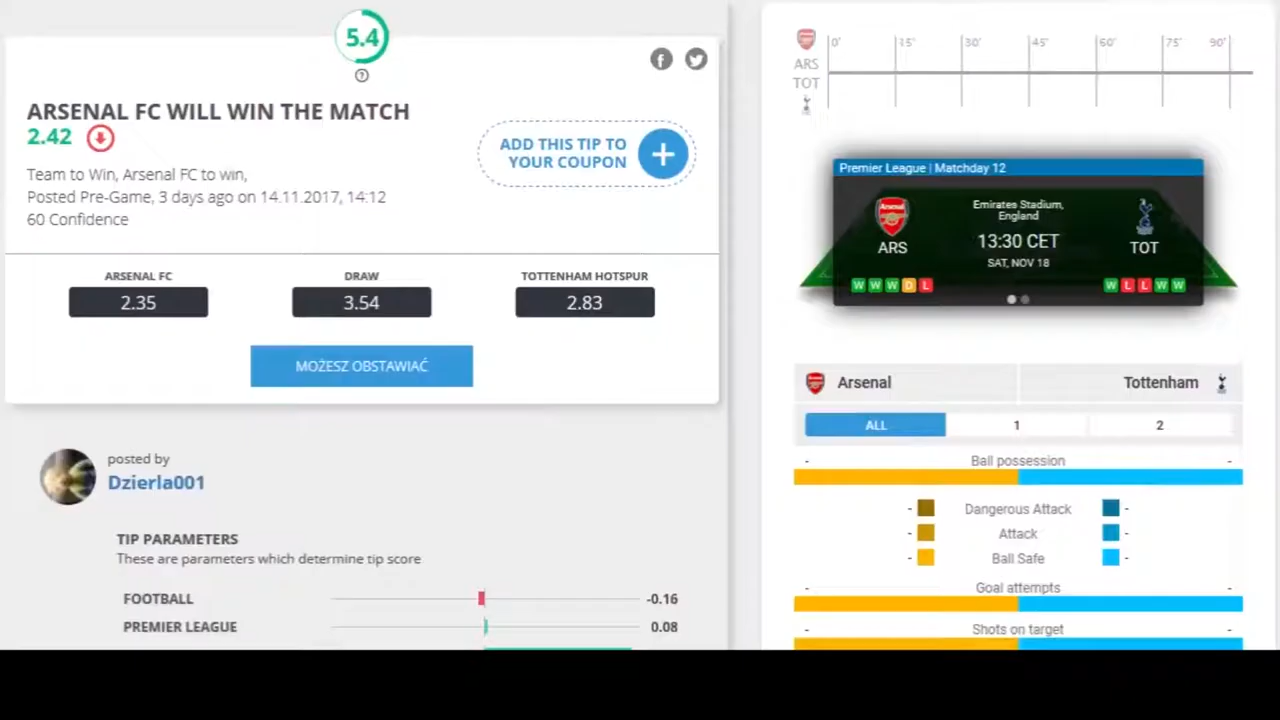 5.4
ARSENAL FC WILL WIN THE MATCH
2.42
Team to Win, Arsenal FC to win,
Posted Pre-Game, 3 days ago on 14.11.2017, 14:12
60 Confidence
ADD THIS TIP TO
YOUR COUPON
ARSENAL FC
DRAW
TOTTENHAM HOTSPUR
2.35
3.54
2.83
MOŻESZ OBSTAWIAĆ
posted by
Dzierla001
TIP PARAMETERS
These are parameters which determine tip score
FOOTBALL
-0.16
PREMIER LEAGUE
0.08
0'
15'
30'
45'
60'
75'
90'
ARS
TOT
Premier League | Matchday 12
Arsenal
Emirates Stadium,
England
13:30 CET
SAT, NOV 18
ARS
TOT
W W W D L
W L L W W
Arsenal
Tottenham
ALL
1
2
- Ball possession -
- Dangerous Attack -
- Attack -
- Ball Safe -
- Goal attempts -
- Shots on target -